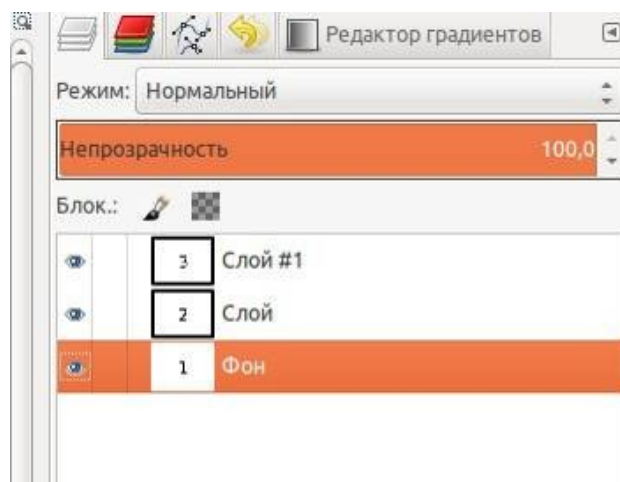 Редактор градиентов
Режим: Нормальный
Непрозрачность 100,0
Блок.:
3 Слой #1
2 Слой
1 Фон